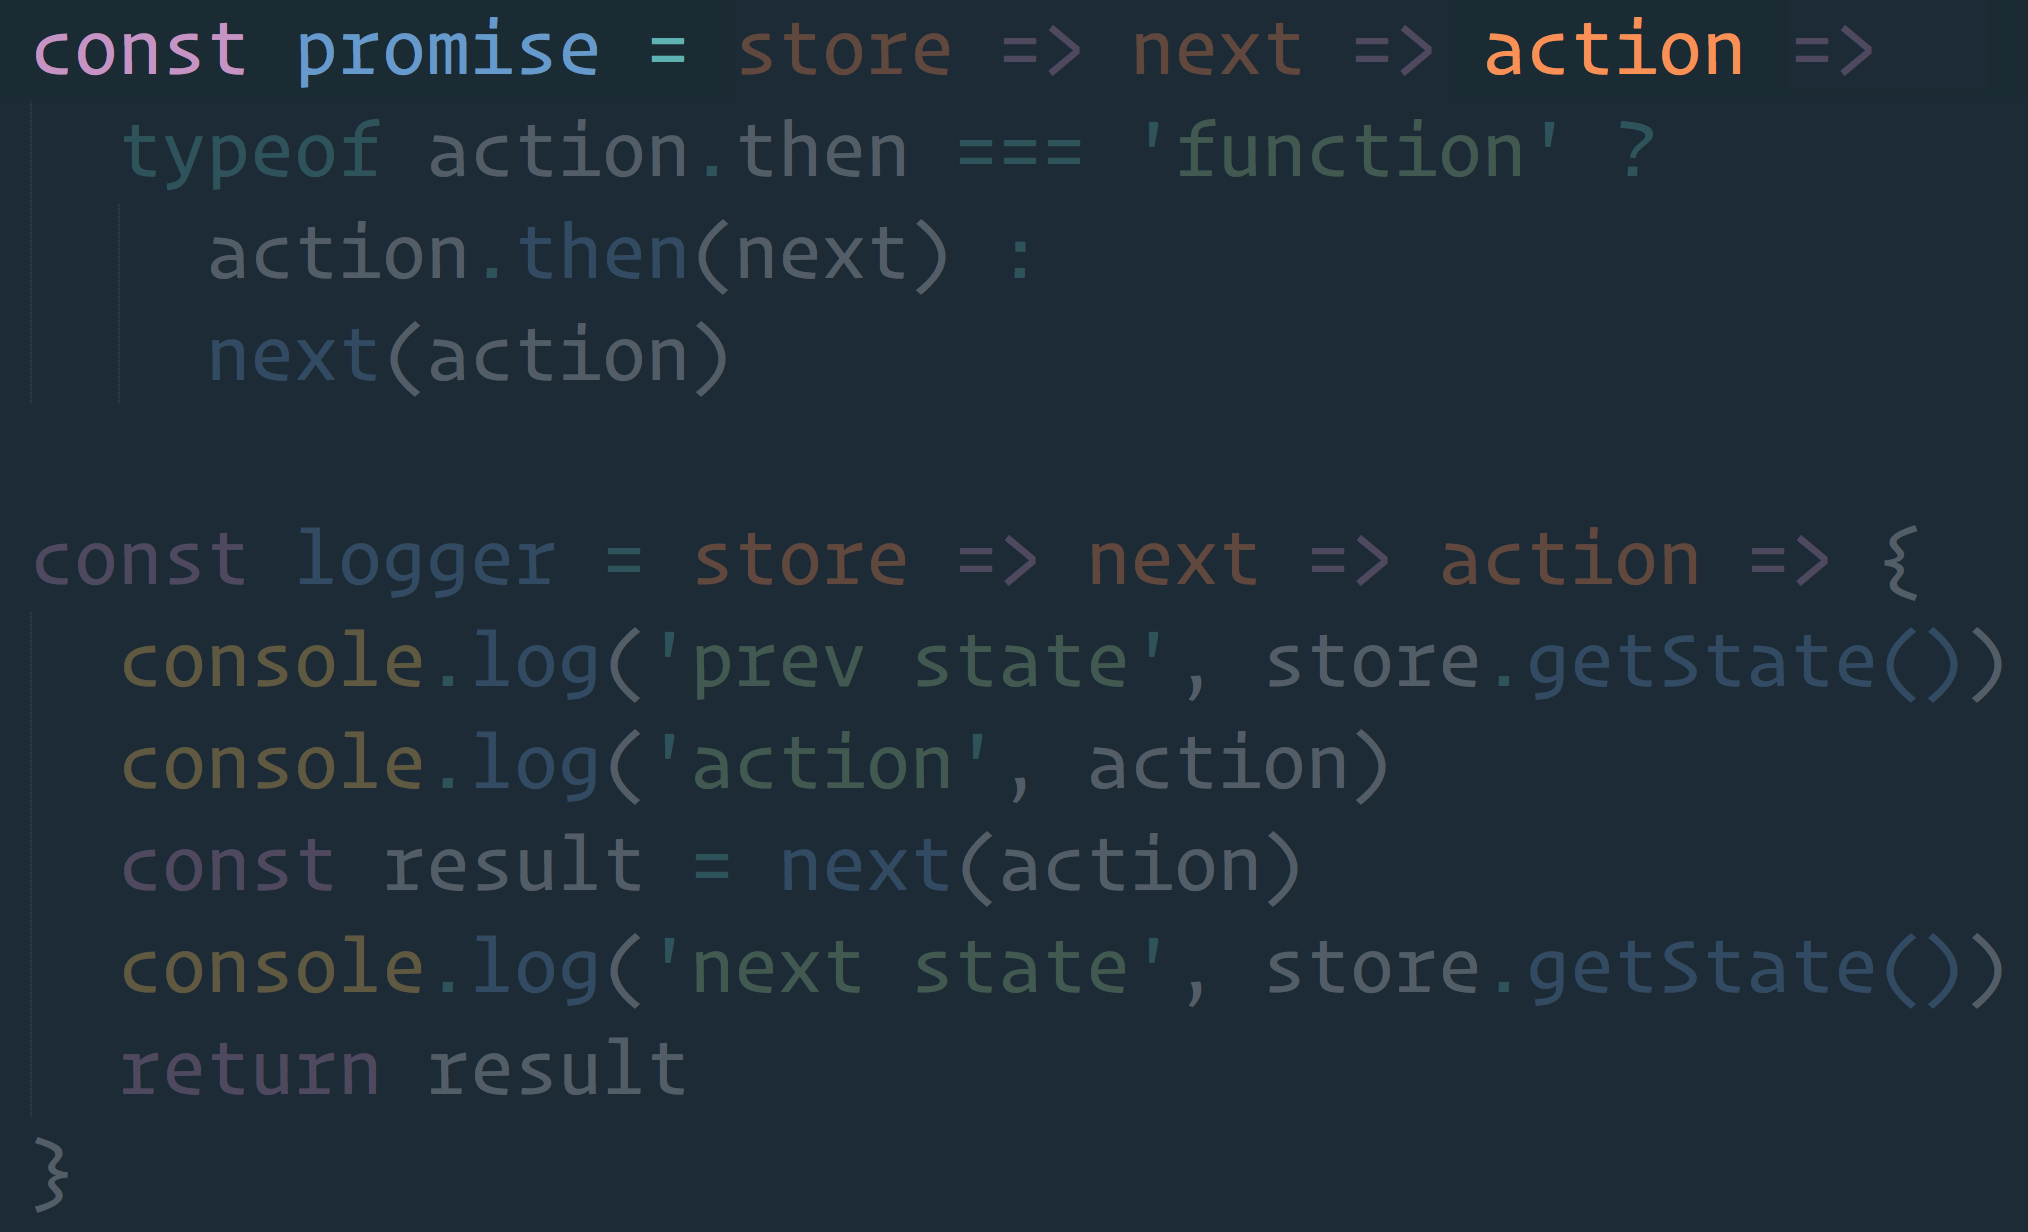 const promise = store => next => action =>
  typeof action.then === 'function' ?
    action.then(next) :
    next(action)

const logger = store => next => action => {
  console.log('prev state', store.getState())
  console.log('action', action)
  const result = next(action)
  console.log('next state', store.getState())
  return result
}